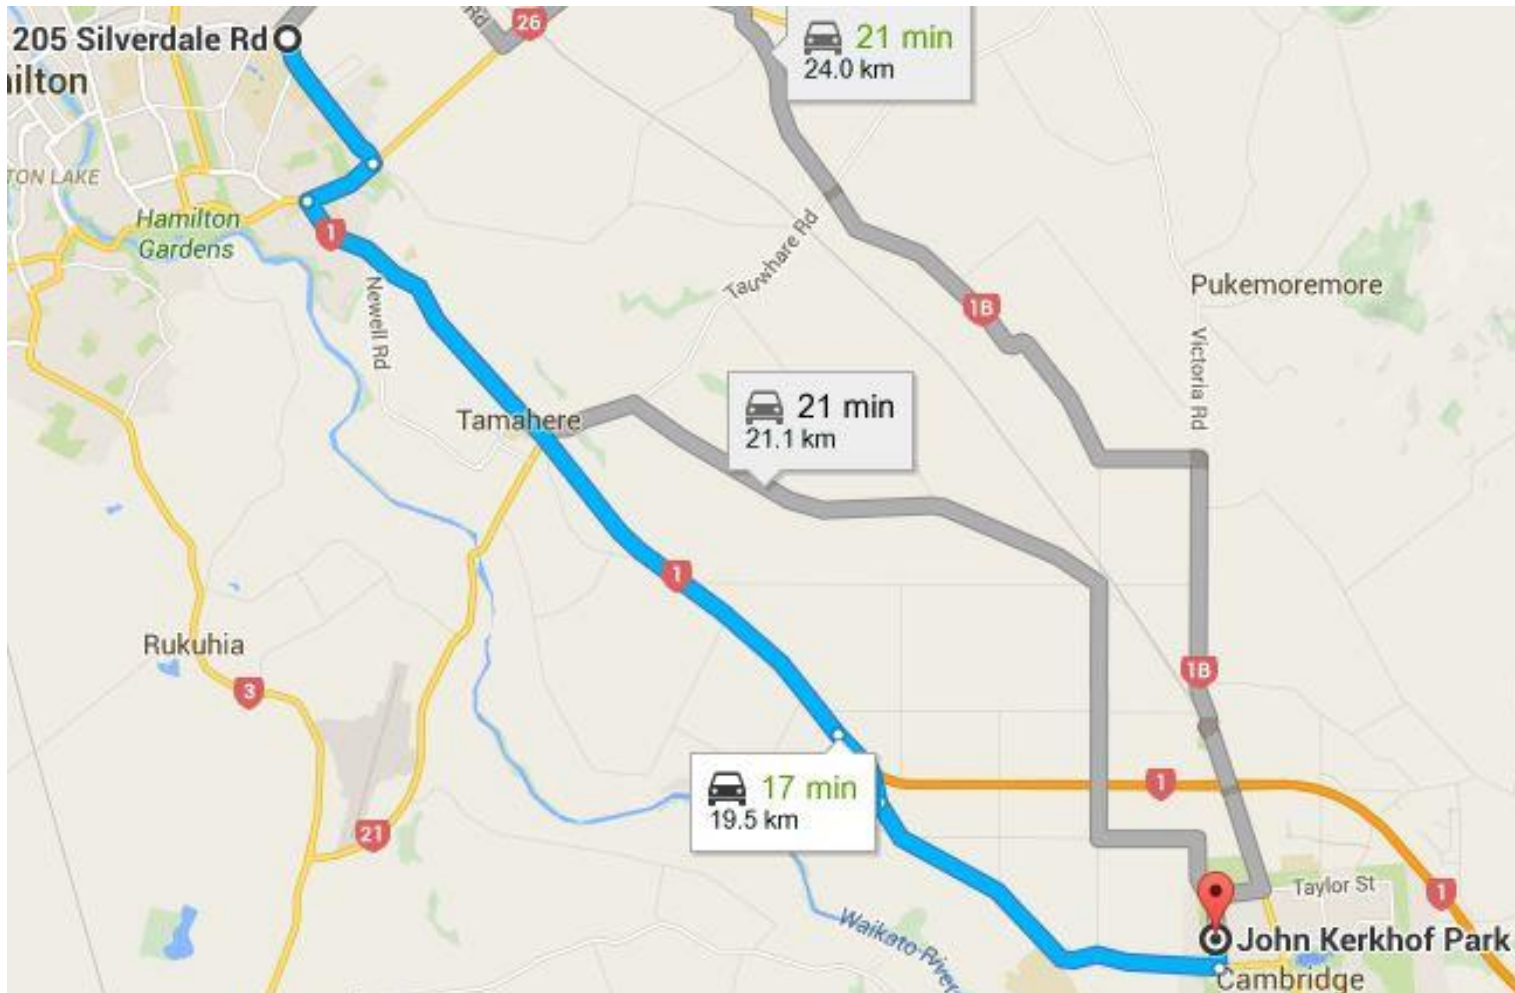 205 Silverdale Rd
ilton
Rd
26
21 min
24.0 km
TON LAKE
Hamilton
Gardens
1
Newell Rd
Tauwhare Rd
1B
Pukemoremore
Victoria Rd
21 min
21.1 km
Tamahere
1
Rukuhia
3
1B
17 min
19.5 km
1
21
Taylor St
1
Waikato River
John Kerkhof Park
Cambridge